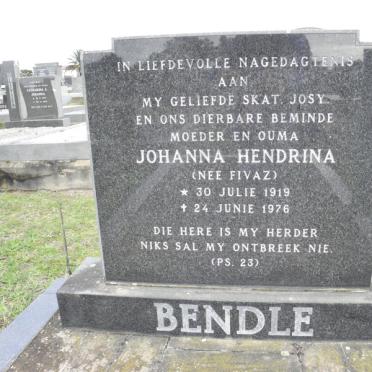 IN LIEFDEVOLLE NAGEDAGTENIS
AAN
MY GELIEFDE SKAT, JOSY,
EN ONS DIERBARE BEMINDE
MOEDER EN OUMA
JOHANNA HENDRINA
(NEE FIVAZ)
★ 30 JULIE 1919
✝ 24 JUNIE 1976
DIE HERE IS MY HERDER
NIKS SAL MY ONTBREEK NIE.
(PS. 23)
BENDLE